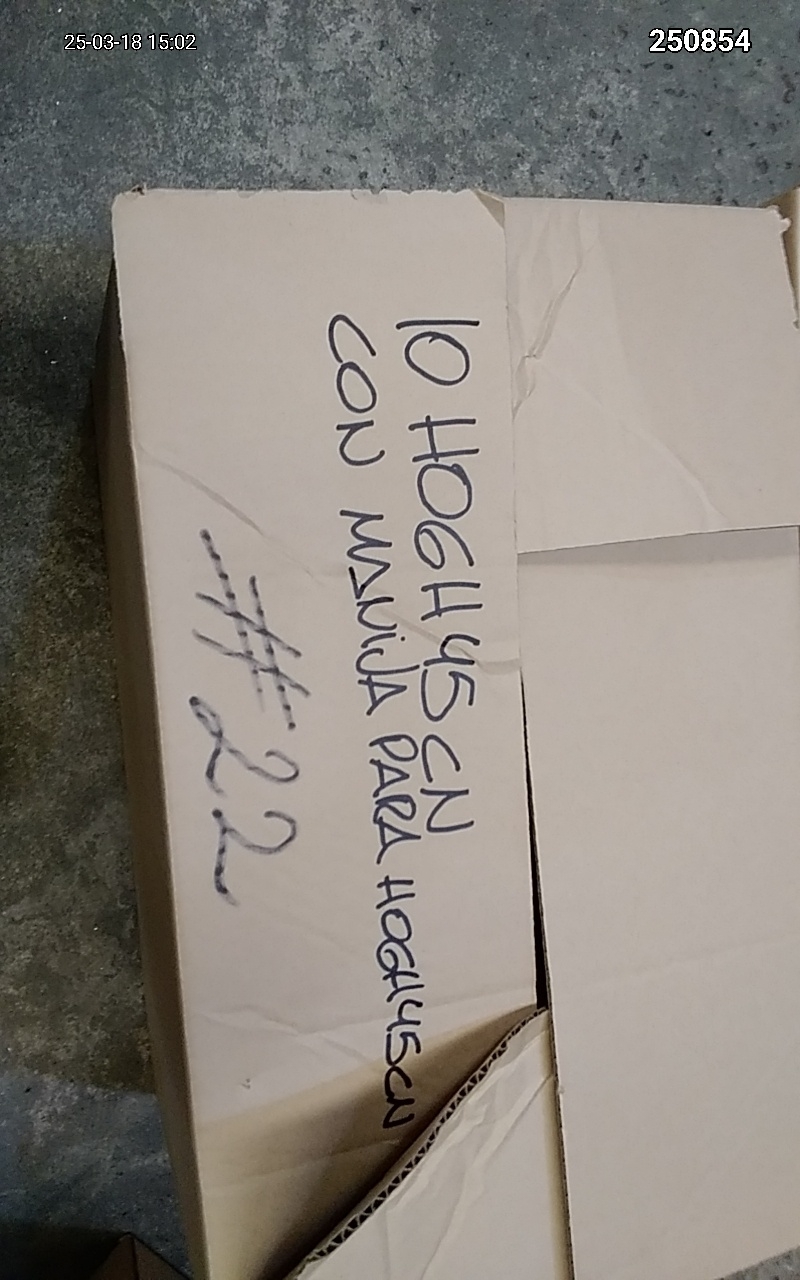 25-03-18 15:02
250854
10 HOGH45CN
CON MANIJA PARA HOGH45CN
#22